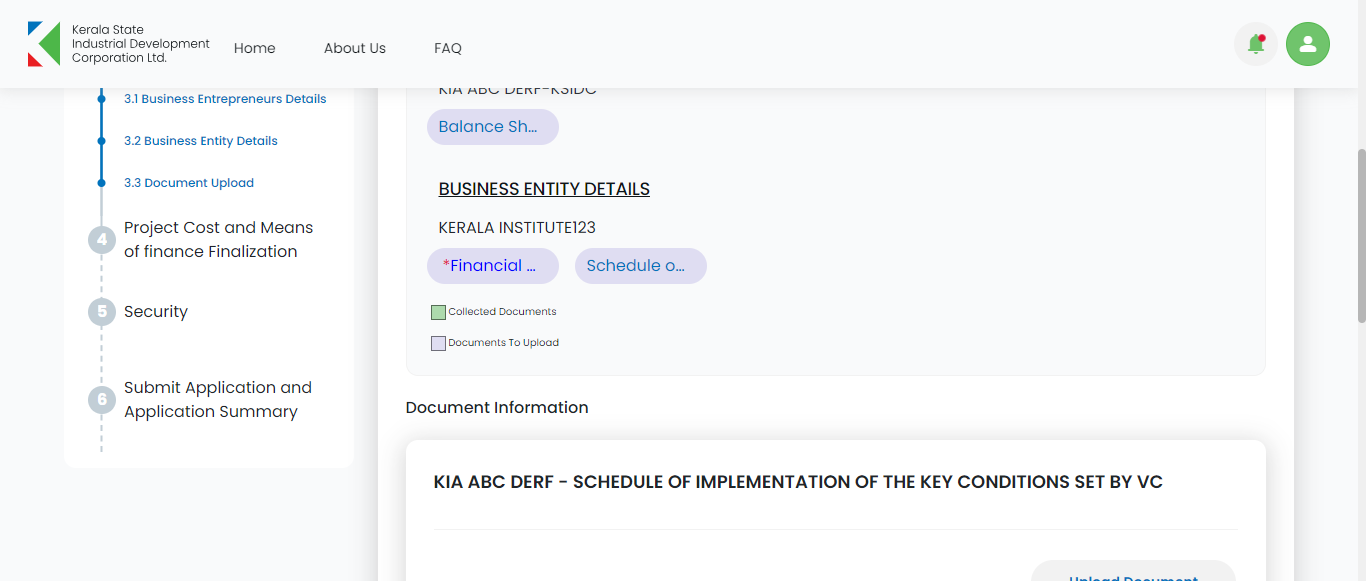 Kerala State
Industrial Development
Corporation Ltd.
Home
About Us
FAQ
3.1 Business Entrepreneurs Details
3.2 Business Entity Details
3.3 Document Upload
4
Project Cost and Means
of finance Finalization
5
Security
6
Submit Application and
Application Summary
KIA ABC DERF-KSIDC
Balance Sh...
BUSINESS ENTITY DETAILS
KERALA INSTITUTE123
*Financial ...
Schedule o...
Collected Documents
Documents To Upload
Document Information
KIA ABC DERF - SCHEDULE OF IMPLEMENTATION OF THE KEY CONDITIONS SET BY VC
Upload Document